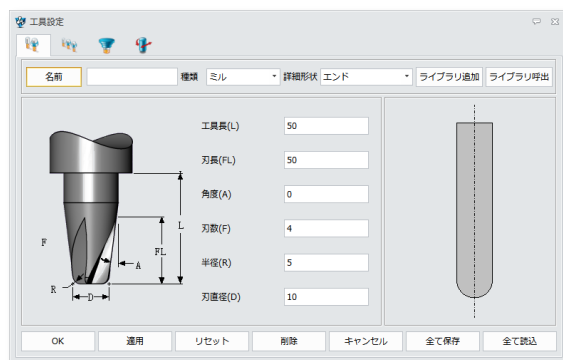 工具設定
名前 種類 ミル 詳細形状 エンド ライブラリ追加 ライブラリ呼出
工具長(L) 50
刃長(FL) 50
角度(A) 0
刃数(F) 4
半径(R) 5
刃直径(D) 10
F
L
FL
A
R
D
OK 適用 リセット 削除 キャンセル 全て保存 全て読込